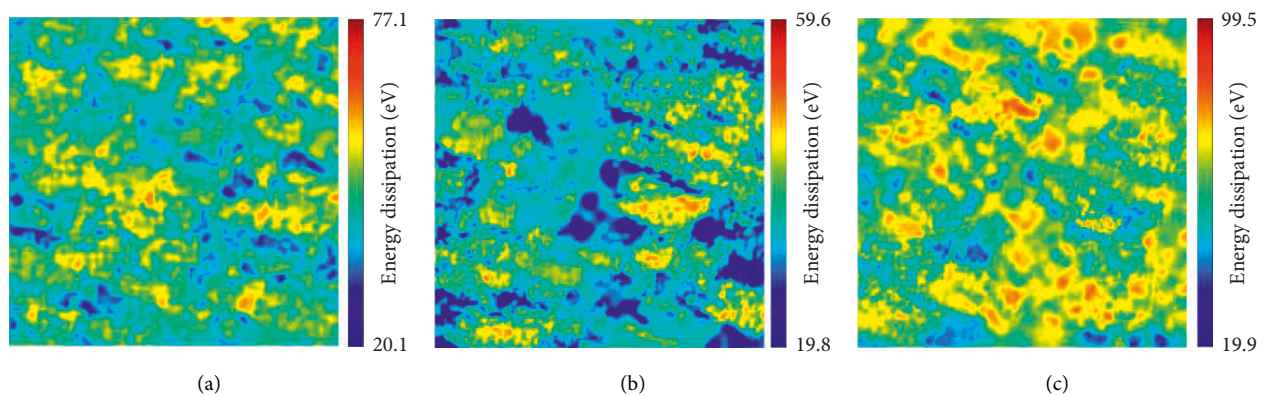 77.1
Energy dissipation (eV)
20.1
(a)
59.6
Energy dissipation (eV)
19.8
(b)
99.5
Energy dissipation (eV)
19.9
(c)